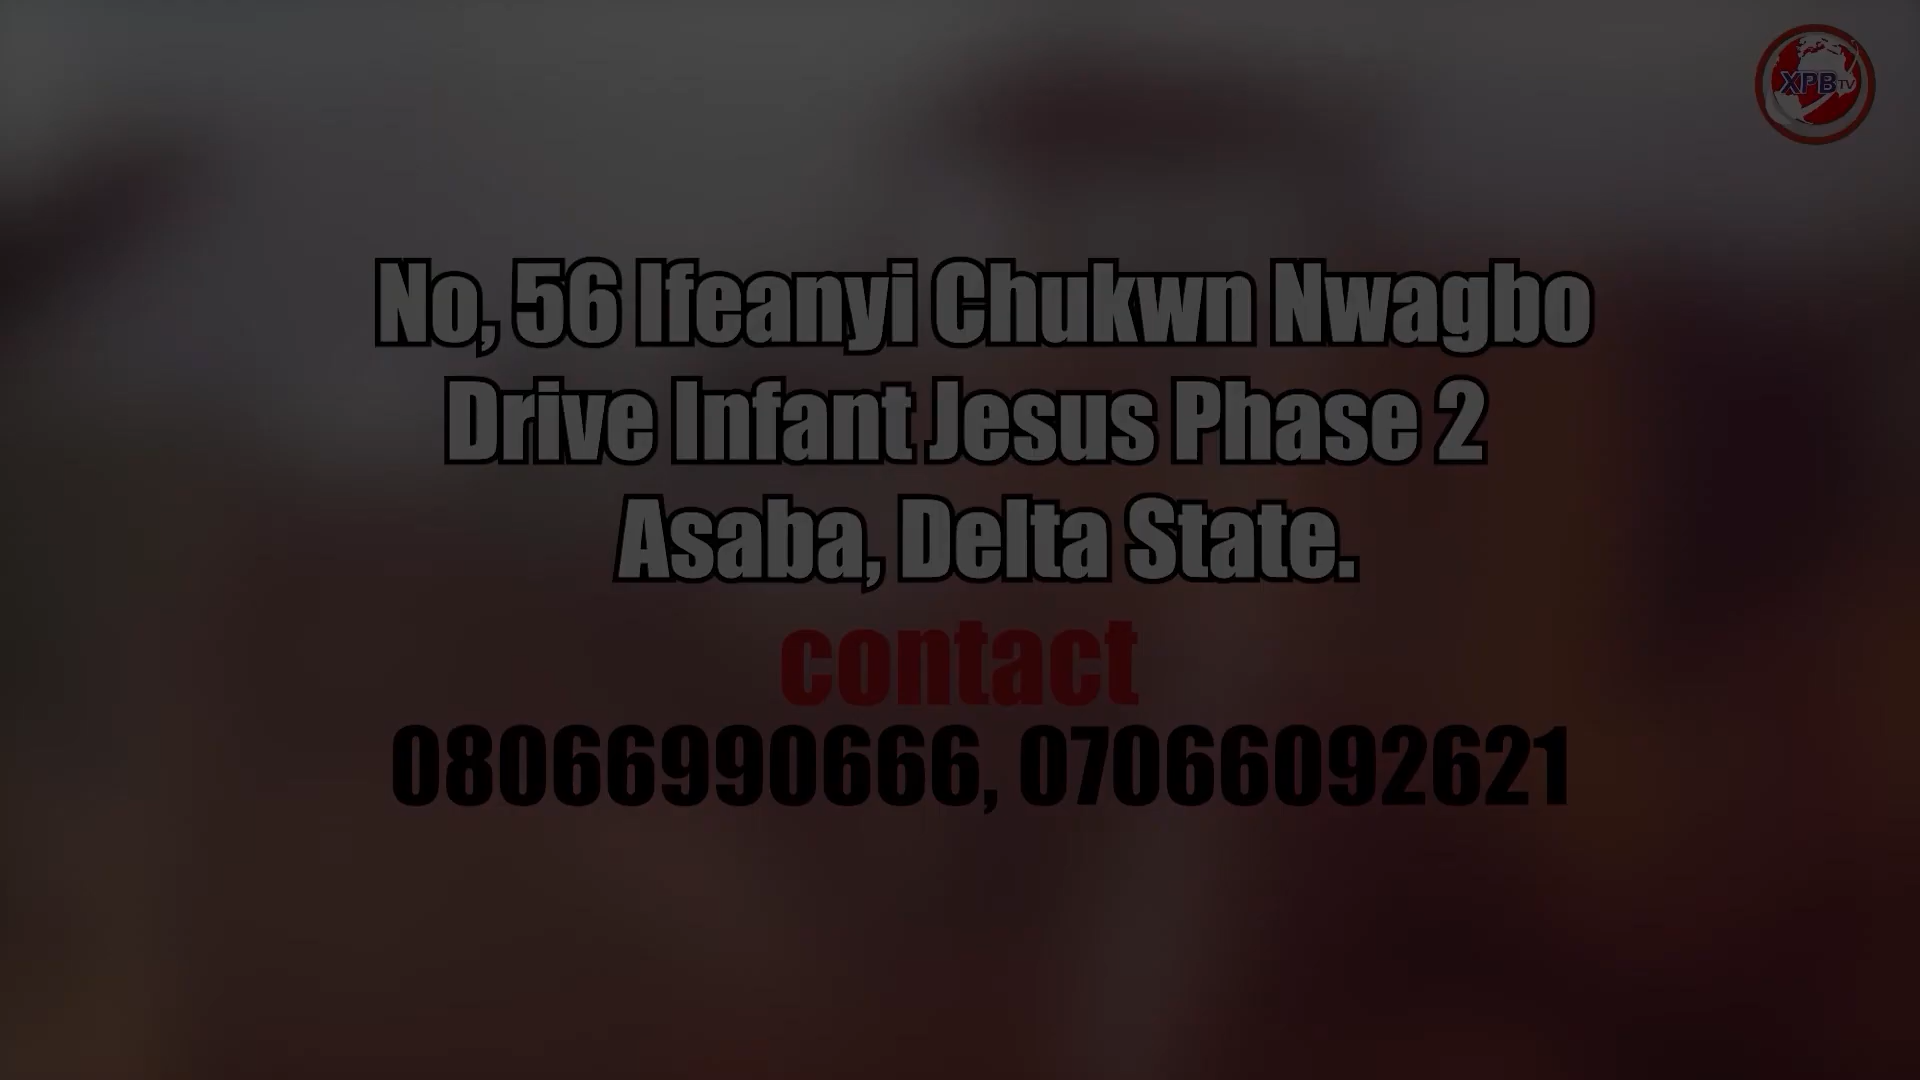 XPB TV
No, 56 Ifeanyi Chukwn Nwagbo
Drive Infant Jesus Phase 2
Asaba, Delta State.
contact
08066990666, 07066092621